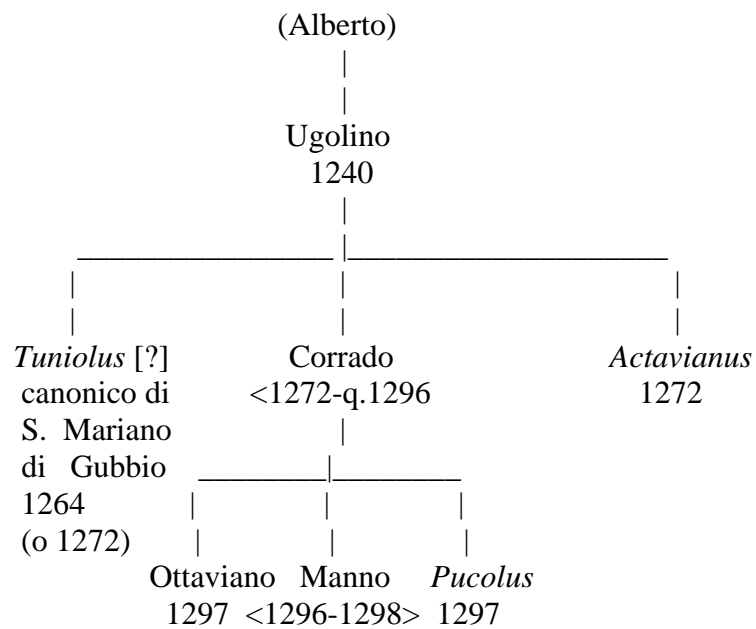 (Alberto)
Ugolino
1240
Tuniolus [?] Corrado Actavianus
canonico di <1272-q.1296 1272
S. Mariano
di Gubbio
1264
(o 1272)
Ottaviano Manno Pucolus
1297 <1296-1298> 1297